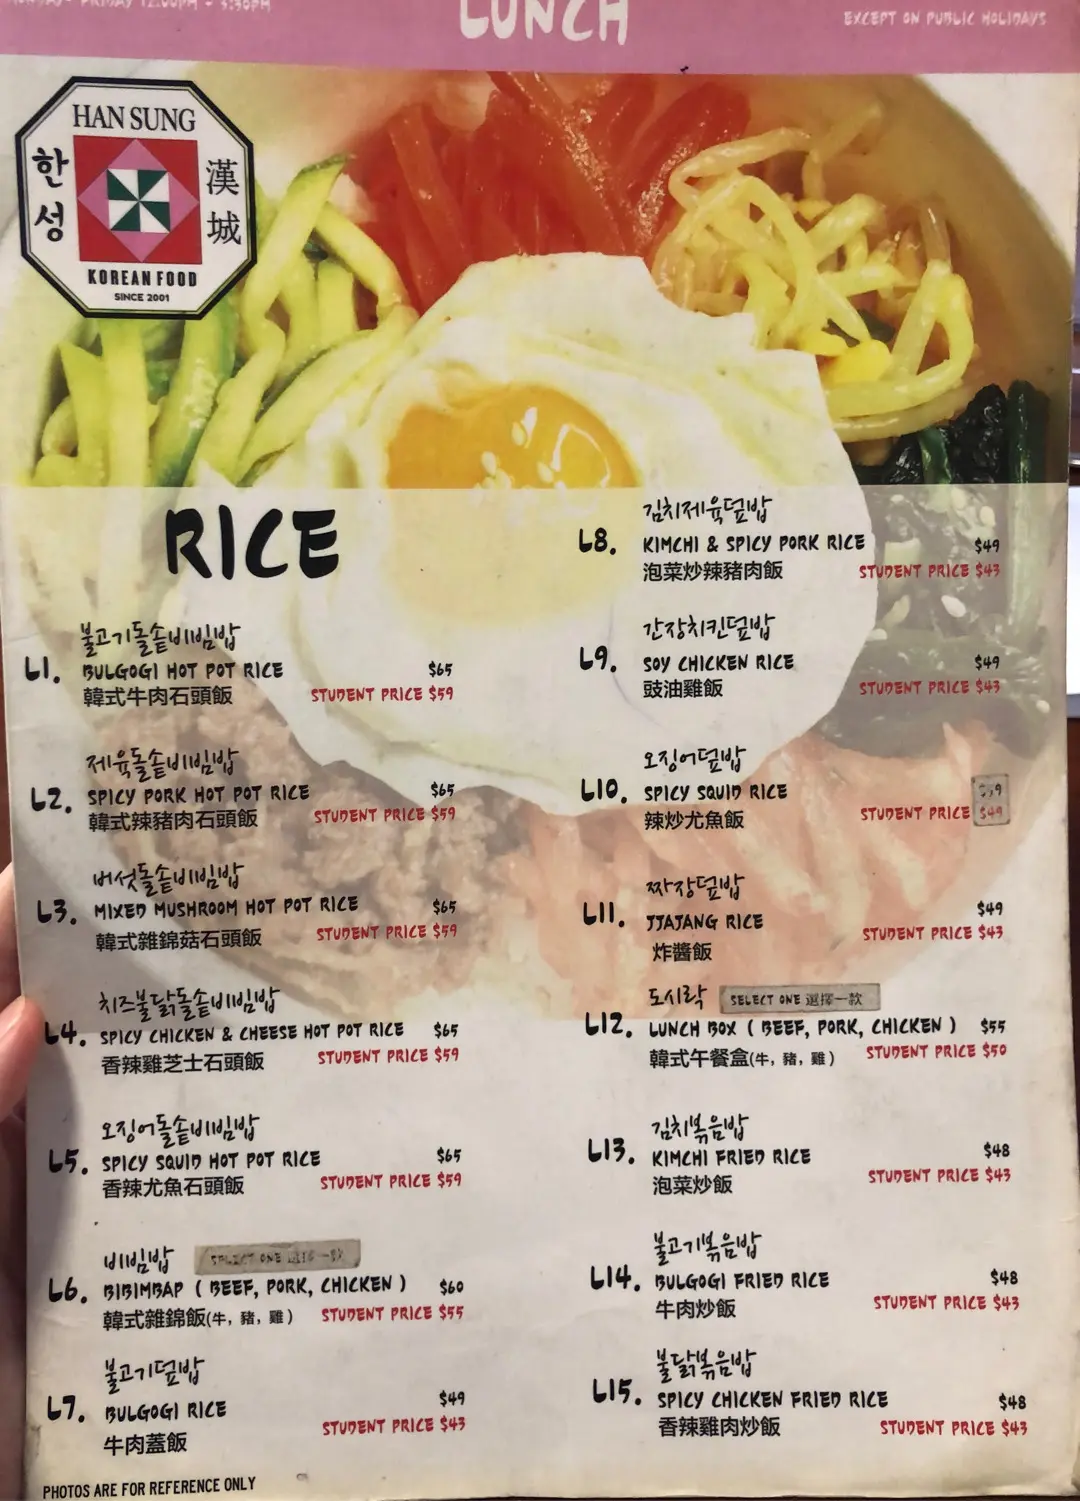 MONDAY - FRIDAY 12:00PM - 5:30PM
LUNCH
EXCEPT ON PUBLIC HOLIDAYS
HAN SUNG
한성
漢城
KOREAN FOOD
SINCE 2001
RICE
불고기돌솥비빔밥
L1. BULGOGI HOT POT RICE $65
韓式牛肉石頭飯 STUDENT PRICE $59
제육돌솥비빔밥
L2. SPICY PORK HOT POT RICE $65
韓式辣豬肉石頭飯 STUDENT PRICE $59
버섯돌솥비빔밥
L3. MIXED MUSHROOM HOT POT RICE $65
韓式雜錦菇石頭飯 STUDENT PRICE $59
치즈불닭돌솥비빔밥
L4. SPICY CHICKEN & CHEESE HOT POT RICE $65
香辣雞芝士石頭飯 STUDENT PRICE $59
오징어돌솥비빔밥
L5. SPICY SQUID HOT POT RICE $65
香辣尤魚石頭飯 STUDENT PRICE $59
비빔밥 SELECT ONE
L6. BIBIMBAP ( BEEF, PORK, CHICKEN ) $60
韓式雜錦飯(牛, 豬, 雞 ) STUDENT PRICE $55
불고기덮밥
L7. BULGOGI RICE $49
牛肉蓋飯 STUDENT PRICE $43
김치제육덮밥
L8. KIMCHI & SPICY PORK RICE $49
泡菜炒辣豬肉飯 STUDENT PRICE $43
간장치킨덮밥
L9. SOY CHICKEN RICE $49
豉油雞飯 STUDENT PRICE $43
오징어덮밥
L10. SPICY SQUID RICE
辣炒尤魚飯 STUDENT PRICE $49
짜장덮밥
L11. JJAJANG RICE $49
炸醬飯 STUDENT PRICE $43
도시락 SELECT ONE 選擇一款
L12. LUNCH BOX ( BEEF, PORK, CHICKEN ) $55
韓式午餐盒(牛, 豬, 雞 ) STUDENT PRICE $50
김치볶음밥
L13. KIMCHI FRIED RICE $48
泡菜炒飯 STUDENT PRICE $43
불고기볶음밥
L14. BULGOGI FRIED RICE $48
牛肉炒飯 STUDENT PRICE $43
불닭볶음밥
L15. SPICY CHICKEN FRIED RICE $48
香辣雞肉炒飯 STUDENT PRICE $43
PHOTOS ARE FOR REFERENCE ONLY